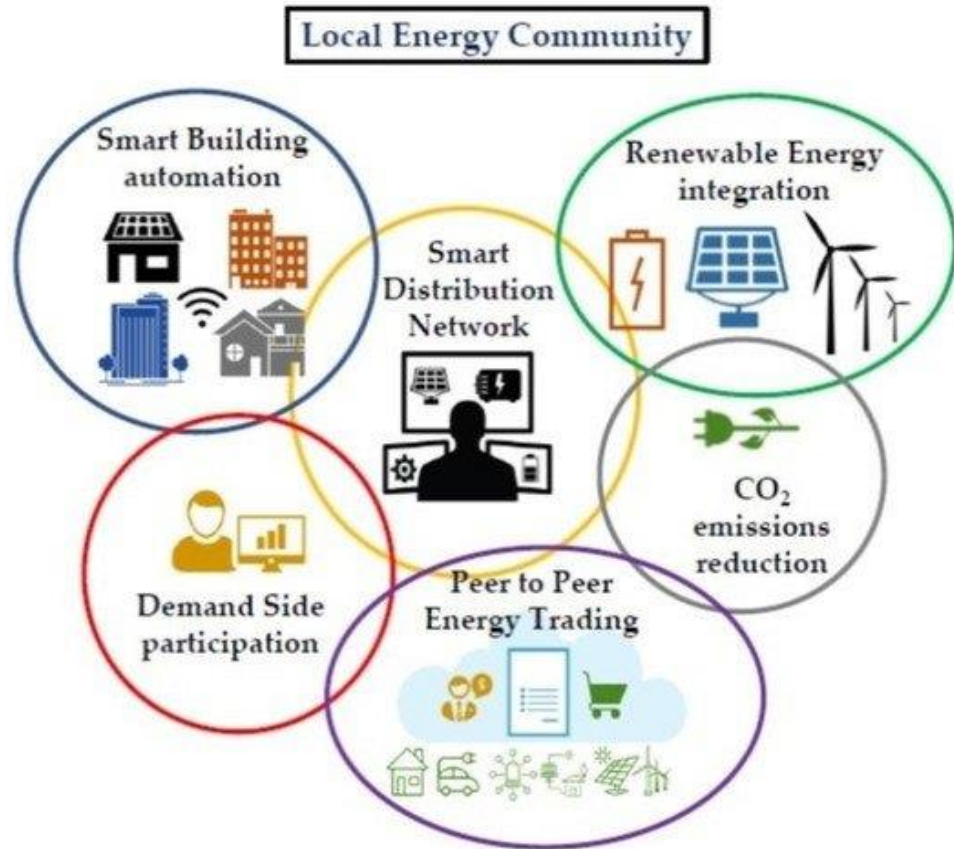 Local Energy Community
Smart Building
automation
Renewable Energy
integration
Smart
Distribution
Network
CO₂
emissions
reduction
Demand Side
participation
Peer to Peer
Energy Trading